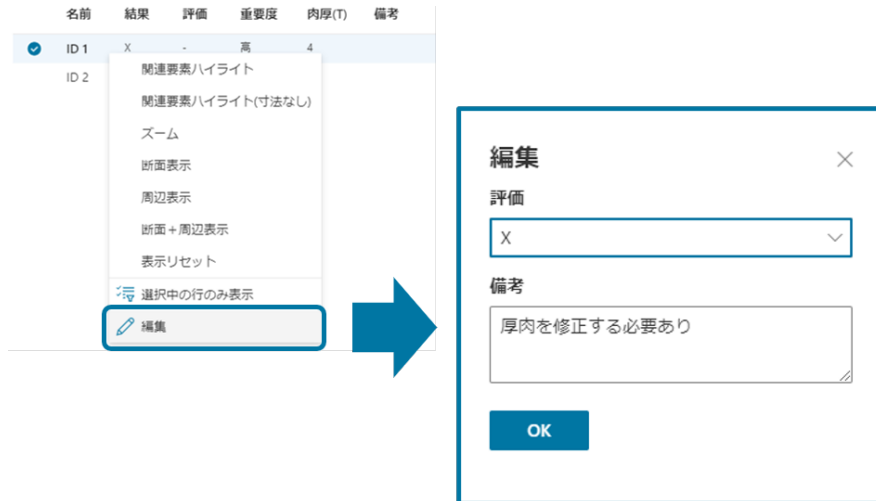 名前 結果 評価 重要度 肉厚(T) 備考
ID 1 X - 高 4
ID 2
関連要素ハイライト
関連要素ハイライト(寸法なし)
ズーム
断面表示
周辺表示
断面+周辺表示
表示リセット
選択中の行のみ表示
編集
編集
評価
X
備考
厚肉を修正する必要あり
OK